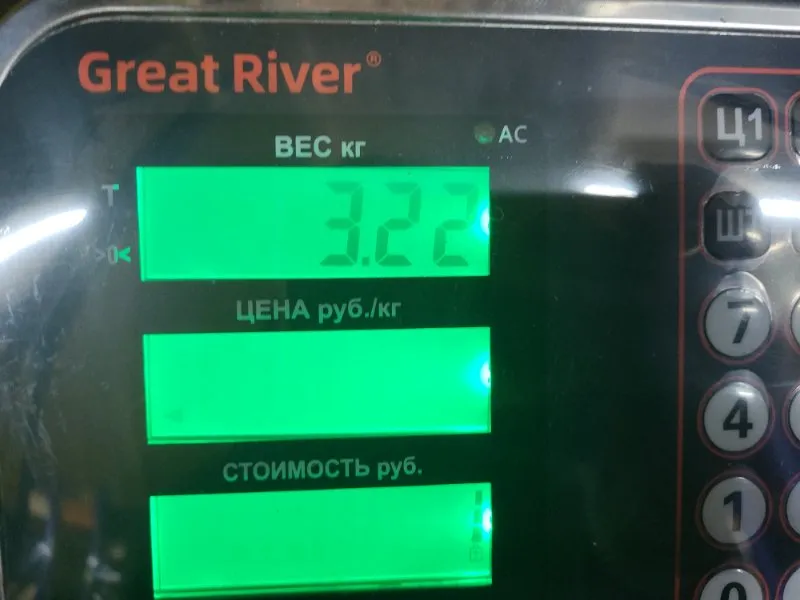 Great River®
ВЕС кг
AC
Ц1
T
3.22
>0<
ЦЕНА руб./кг
7
4
СТОИМОСТЬ руб.
1
0